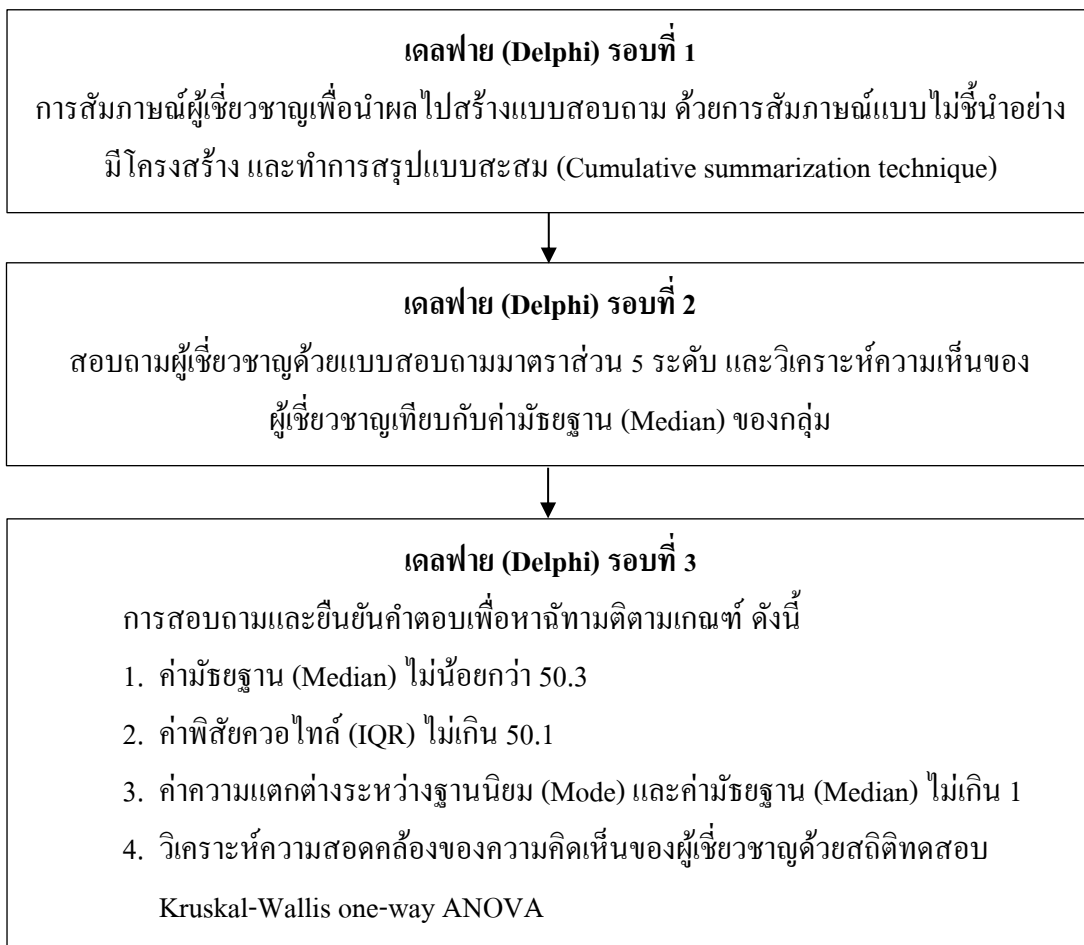 เดลฟาย (Delphi) รอบที่ 1
การสัมภาษณ์ผู้เชี่ยวชาญเพื่อนำผลไปสร้างแบบสอบถาม ด้วยการสัมภาษณ์แบบไม่ชี้นำอย่าง
มีโครงสร้าง และทำการสรุปแบบสะสม (Cumulative summarization technique)
เดลฟาย (Delphi) รอบที่ 2
สอบถามผู้เชี่ยวชาญด้วยแบบสอบถามมาตราส่วน 5 ระดับ และวิเคราะห์ความเห็นของ
ผู้เชี่ยวชาญเทียบกับค่ามัธยฐาน (Median) ของกลุ่ม
เดลฟาย (Delphi) รอบที่ 3
การสอบถามและยืนยันคำตอบเพื่อหาฉัทามติตามเกณฑ์ ดังนี้
1. ค่ามัธยฐาน (Median) ไม่น้อยกว่า 50.3
2. ค่าพิสัยควอไทล์ (IQR) ไม่เกิน 50.1
3. ค่าความแตกต่างระหว่างฐานนิยม (Mode) และค่ามัธยฐาน (Median) ไม่เกิน 1
4. วิเคราะห์ความสอดคล้องของความคิดเห็นของผู้เชี่ยวชาญด้วยสถิติทดสอบ
Kruskal-Wallis one-way ANOVA